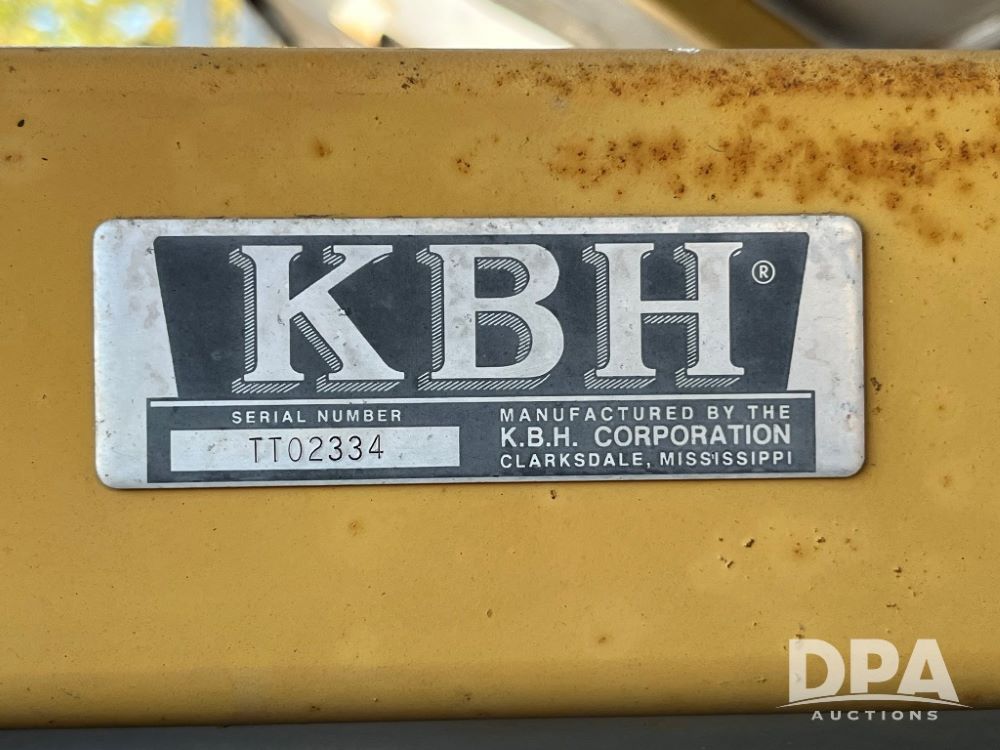 KBH®
SERIAL NUMBER
TT02334
MANUFACTURED BY THE
K.B.H. CORPORATION
CLARKSDALE, MISSISSIPPI
DPA
AUCTIONS